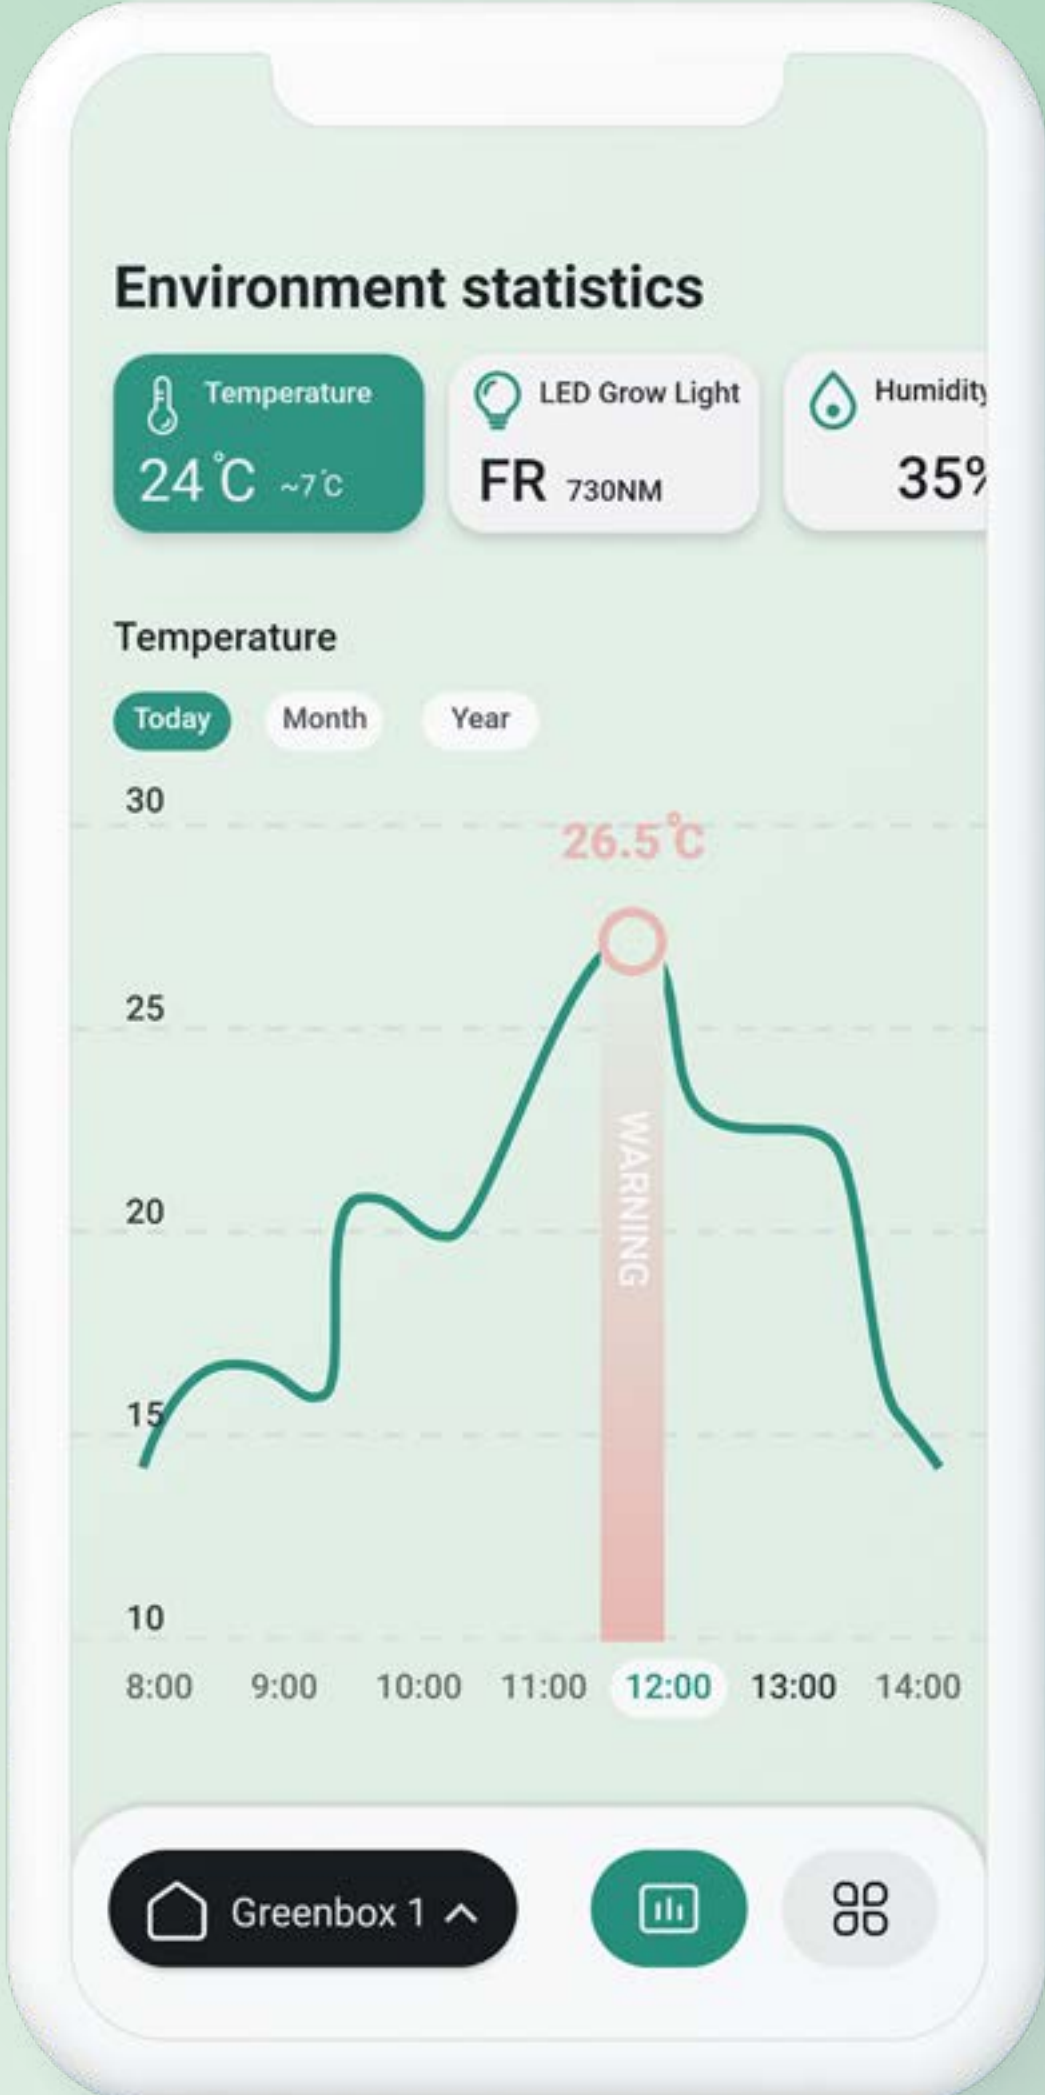 Environment statistics
Temperature
24°C ~7°C
LED Grow Light
FR 730NM
Humidity
35%
Temperature
Today Month Year
30
26.5°C
25
WARNING
20
15
10
8:00 9:00 10:00 11:00 12:00 13:00 14:00
Greenbox 1